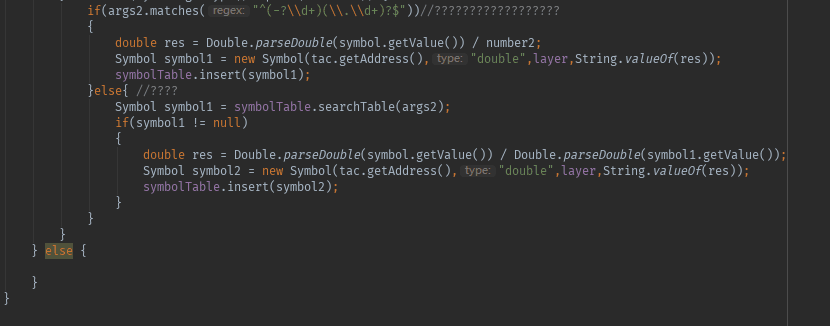 if(args2.matches( regex: "^(-?\\d+)(\\.\\d+)?$"))//??????????????????
{
double res = Double.parseDouble(symbol.getValue()) / number2;
Symbol symbol1 = new Symbol(tac.getAddress(), type: "double",layer,String.valueOf(res));
symbolTable.insert(symbol1);
}else{ //????
Symbol symbol1 = symbolTable.searchTable(args2);
if(symbol1 != null)
{
double res = Double.parseDouble(symbol.getValue()) / Double.parseDouble(symbol1.getValue());
Symbol symbol2 = new Symbol(tac.getAddress(), type: "double",layer,String.valueOf(res));
symbolTable.insert(symbol2);
}
}
}
} else {
}
}